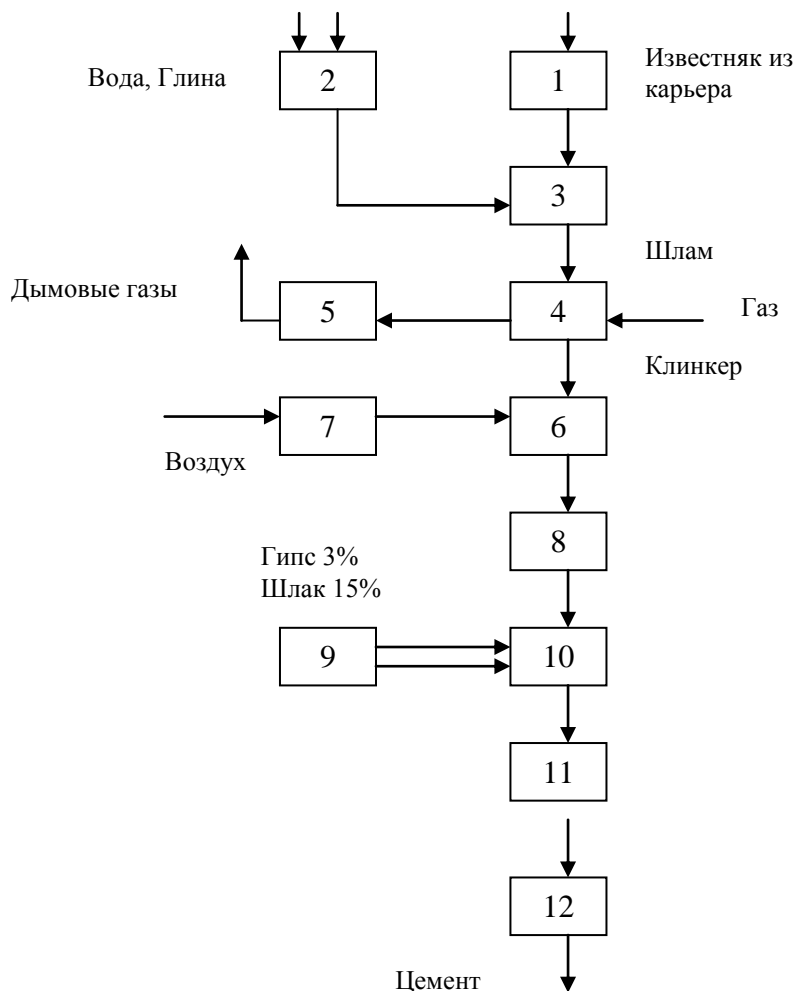 Вода, Глина
2
1
Известняк из
карьера
3
Шлам
Дымовые газы
5
4
Газ
Клинкер
7
6
Воздух
8
Гипс 3%
Шлак 15%
9
10
11
12
Цемент